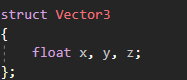 struct Vector3
{
    float x, y, z;
};